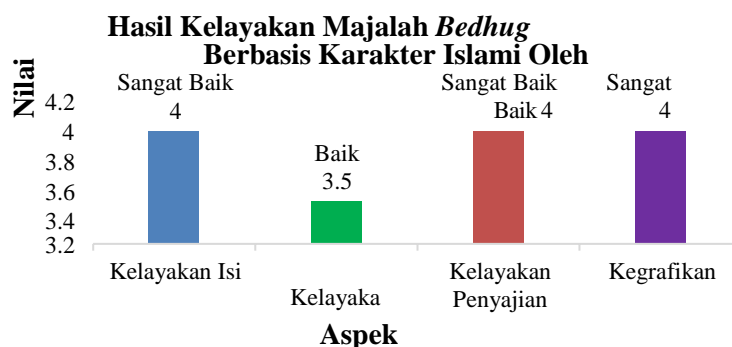 Hasil Kelayakan Majalah Bedhug
Berbasis Karakter Islami Oleh
Nilai
Sangat Baik
4
Baik
3.5
Sangat Baik
Baik 4
Sangat
4
4.2
4
3.8
3.6
3.4
3.2
Kelayakan Isi
Kelayaka
Kelayakan
Penyajian
Kegrafikan
Aspek